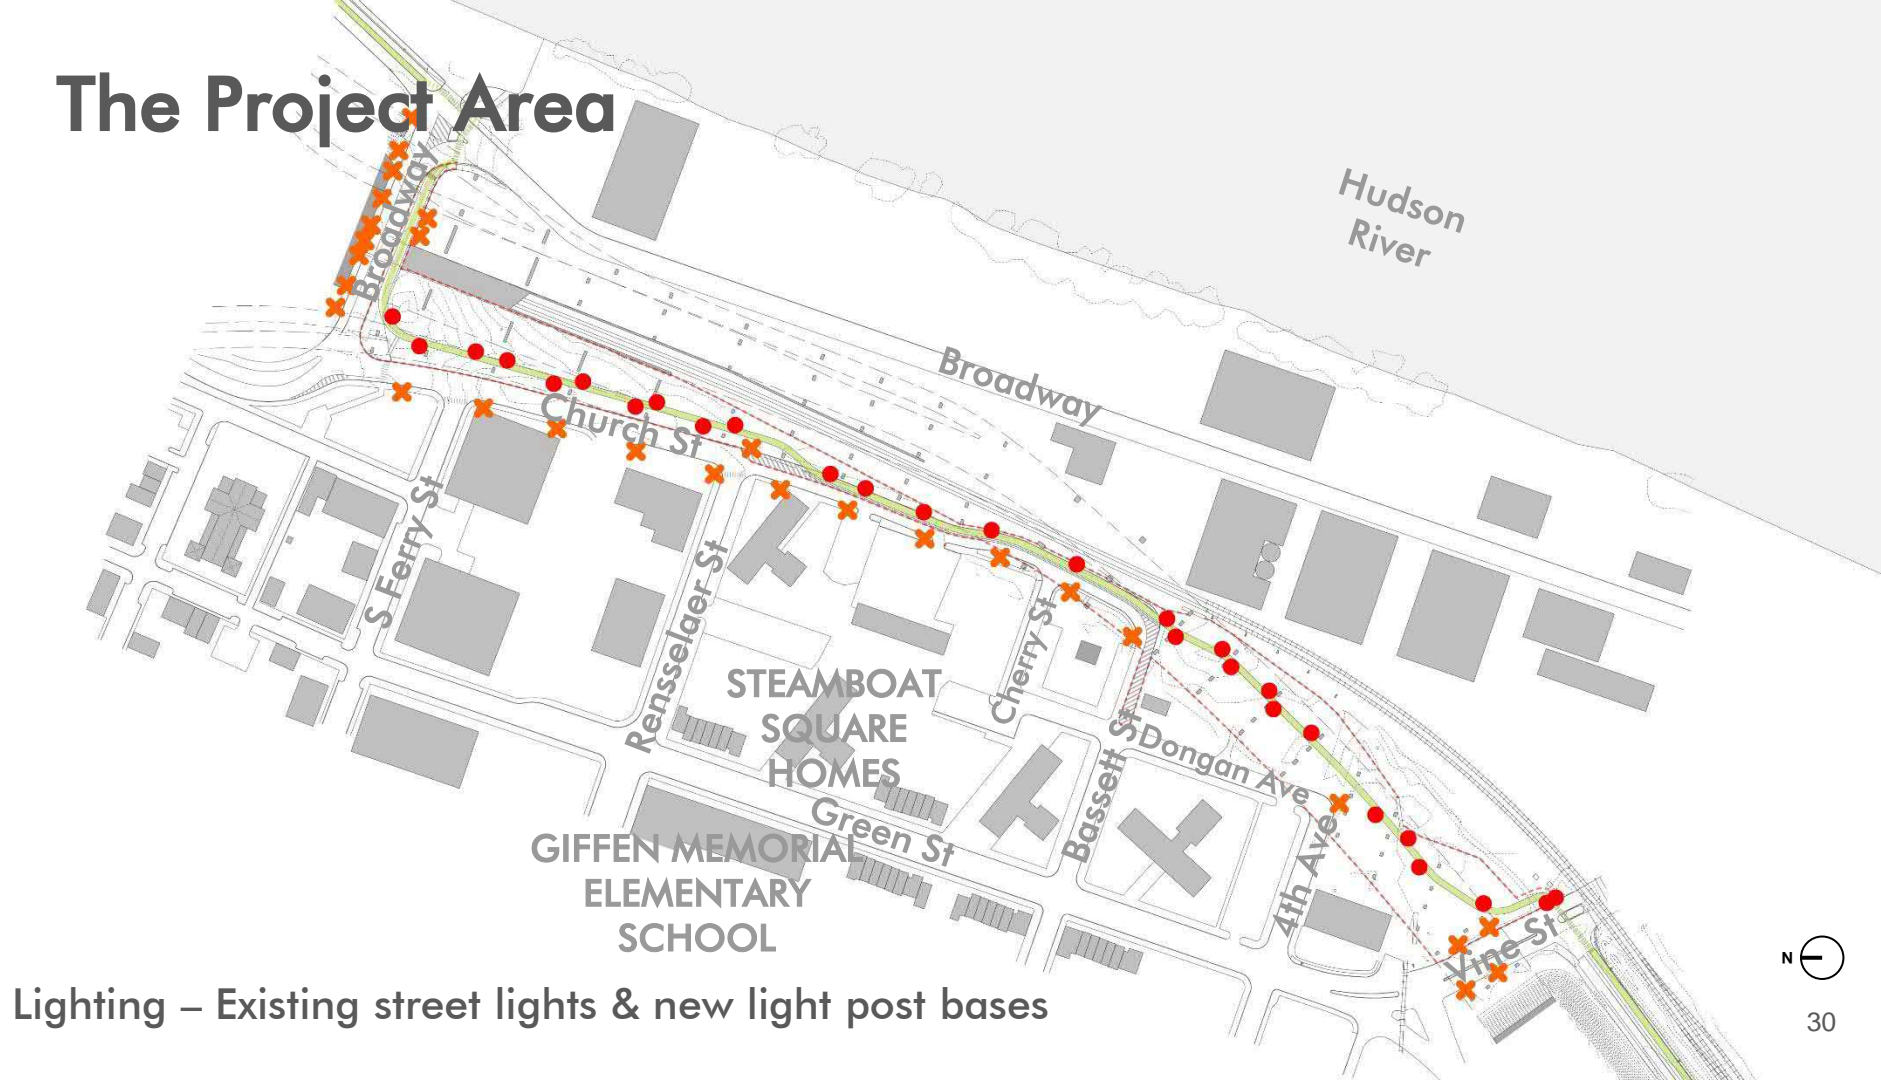 The Project Area
Broadway
Hudson
River
Broadway
Church St
S Ferry St
Rensselaer St
Cherry St
STEAMBOAT
SQUARE
HOMES
Bassett St
Dongan Ave
Green St
GIFFEN MEMORIAL
ELEMENTARY
SCHOOL
4th Ave
Vine St
N
Lighting – Existing street lights & new light post bases
30